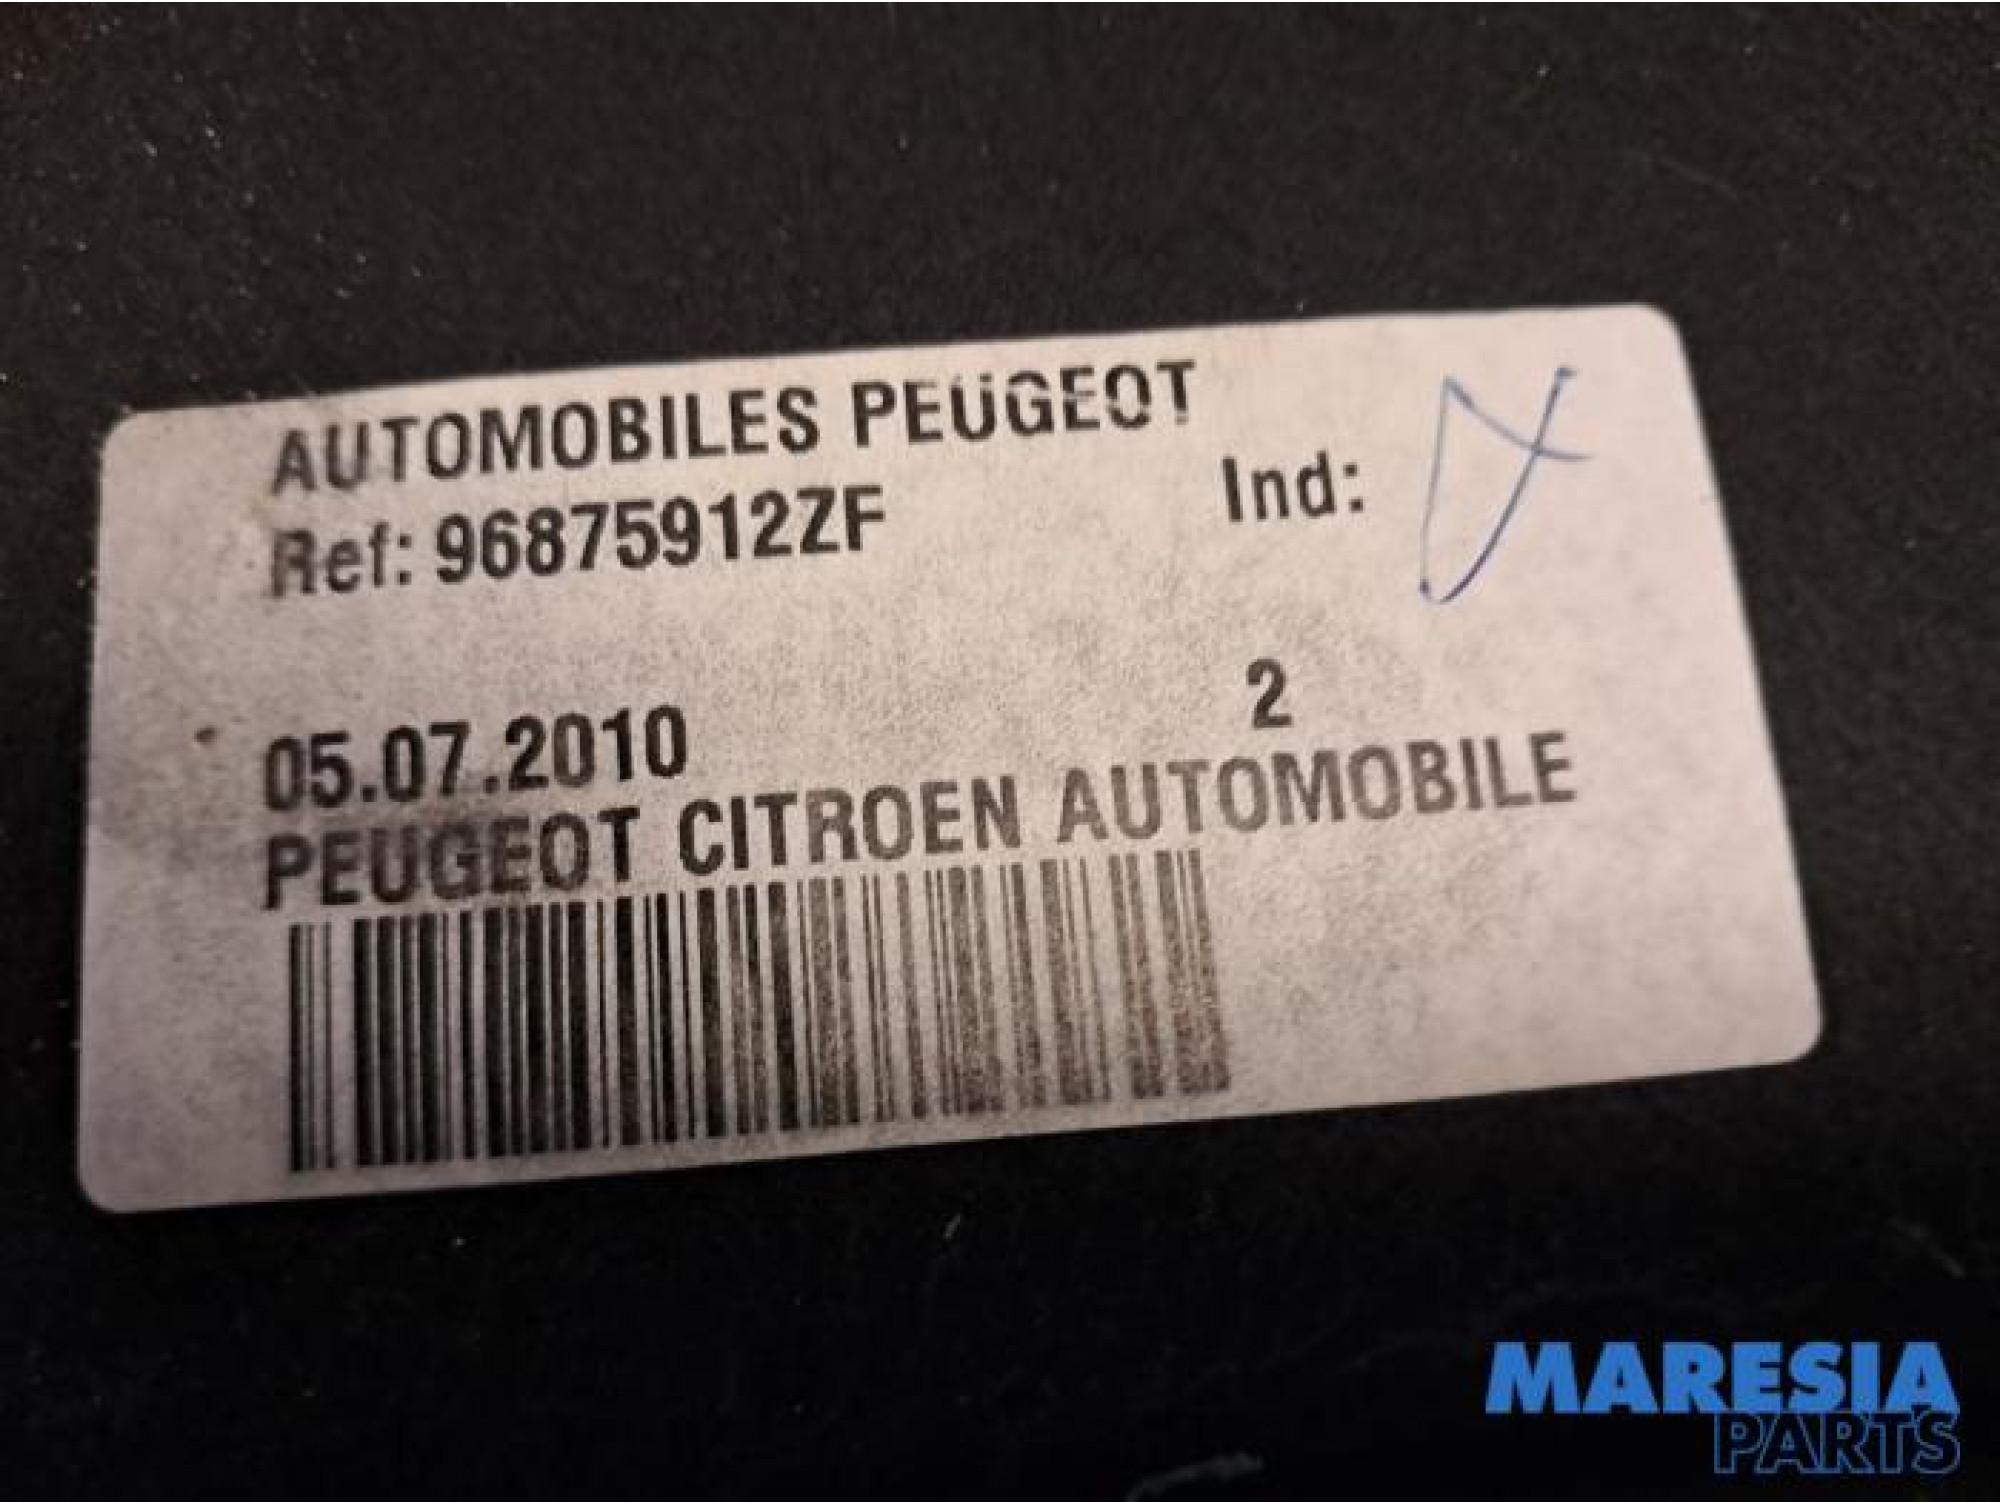 AUTOMOBILES PEUGEOT
Ref: 96875912ZF Ind:
05.07.2010 2
PEUGEOT CITROEN AUTOMOBILE
MARESIA
PARTS